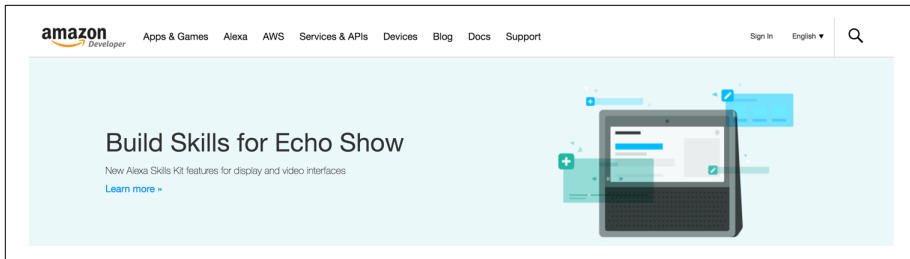 amazon
Developer
Apps & Games Alexa AWS Services & APIs Devices Blog Docs Support
Sign In English ▼
Build Skills for Echo Show
New Alexa Skills Kit features for display and video interfaces
Learn more »